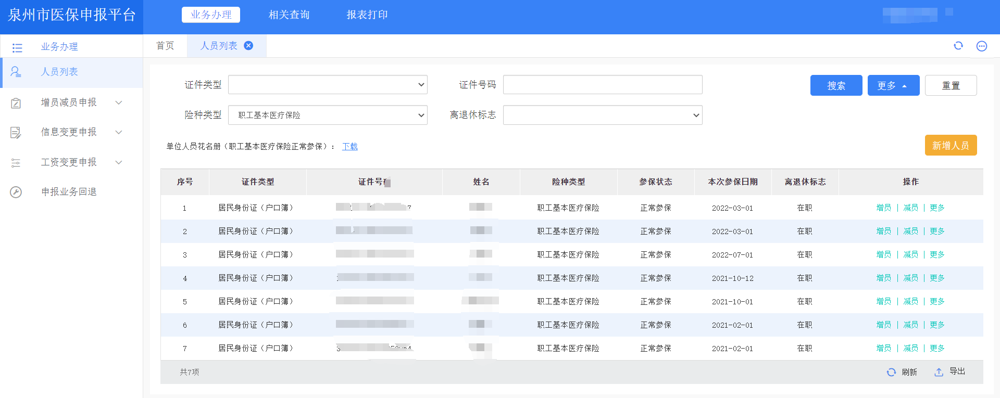 泉州市医保申报平台 业务办理 相关查询 报表打印
业务办理 首页 人员列表
人员列表
增员减员申报
信息变更申报
工资变更申报
申报业务回退
证件类型 证件号码 搜索 更多 重置
险种类型 职工基本医疗保险 离退休标志
单位人员花名册（职工基本医疗保险正常参保）： 下载 新增人员
序号 证件类型 证件号 姓名 险种类型 参保状态 本次参保日期 离退休标志 操作
1 居民身份证（户口簿） 职工基本医疗保险 正常参保 2022-03-01 在职 增员 | 减员 | 更多
2 居民身份证（户口簿） 职工基本医疗保险 正常参保 2022-03-01 在职 增员 | 减员 | 更多
3 居民身份证（户口簿） 职工基本医疗保险 正常参保 2022-07-01 在职 增员 | 减员 | 更多
4 居民身份证（户口簿） 职工基本医疗保险 正常参保 2021-10-12 在职 增员 | 减员 | 更多
5 居民身份证（户口簿） 职工基本医疗保险 正常参保 2021-10-01 在职 增员 | 减员 | 更多
6 居民身份证（户口簿） 职工基本医疗保险 正常参保 2021-02-01 在职 增员 | 减员 | 更多
7 居民身份证（户口簿） 职工基本医疗保险 正常参保 2021-02-01 在职 增员 | 减员 | 更多
共7项 刷新 导出